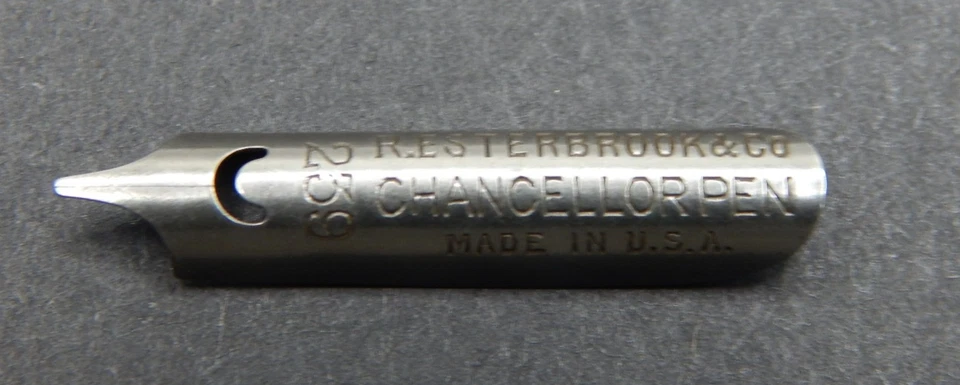 R. ESTERBROOK & Co
CHANCELLOR PEN
MADE IN U.S.A.
239